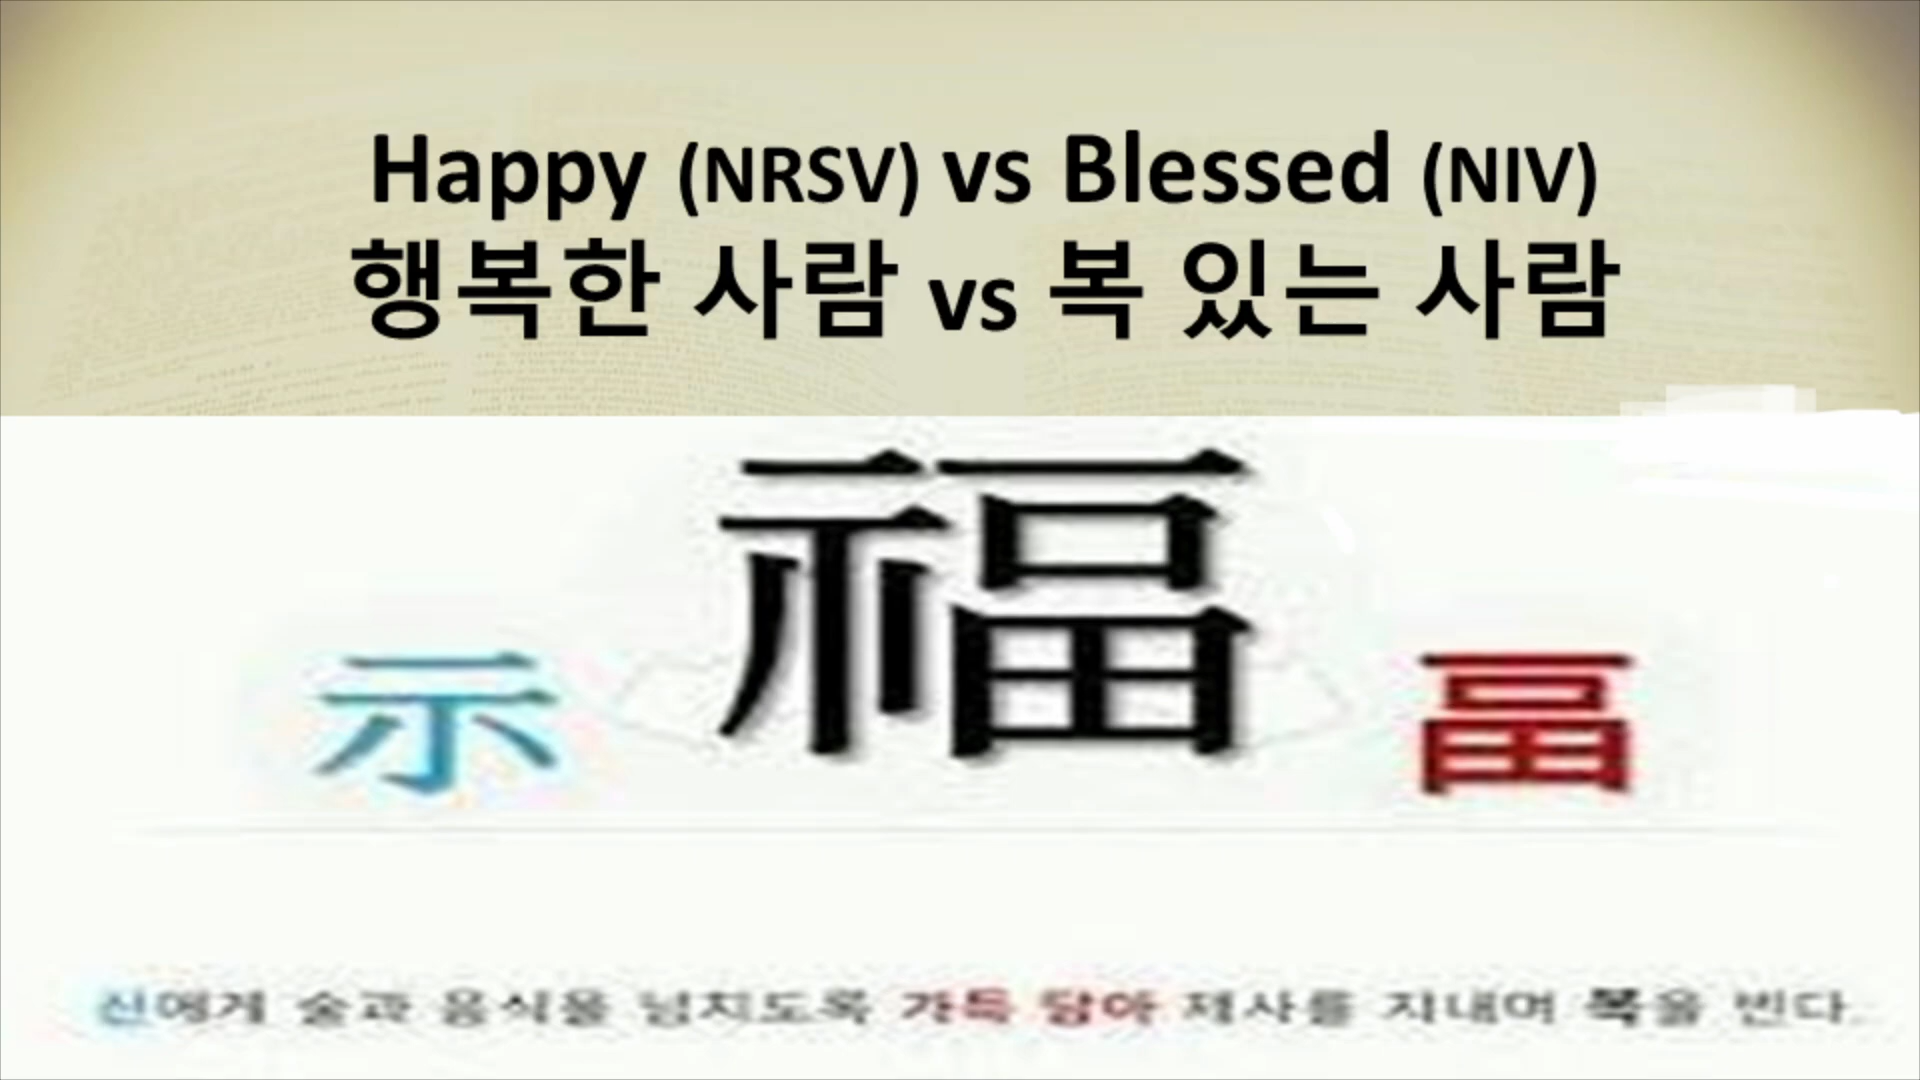 Happy (NRSV) vs Blessed (NIV)
행복한 사람 vs 복 있는 사람
福
示 畐
신에게 술과 음식을 넘치도록 가득 담아 제사를 지내며 복을 빈다.